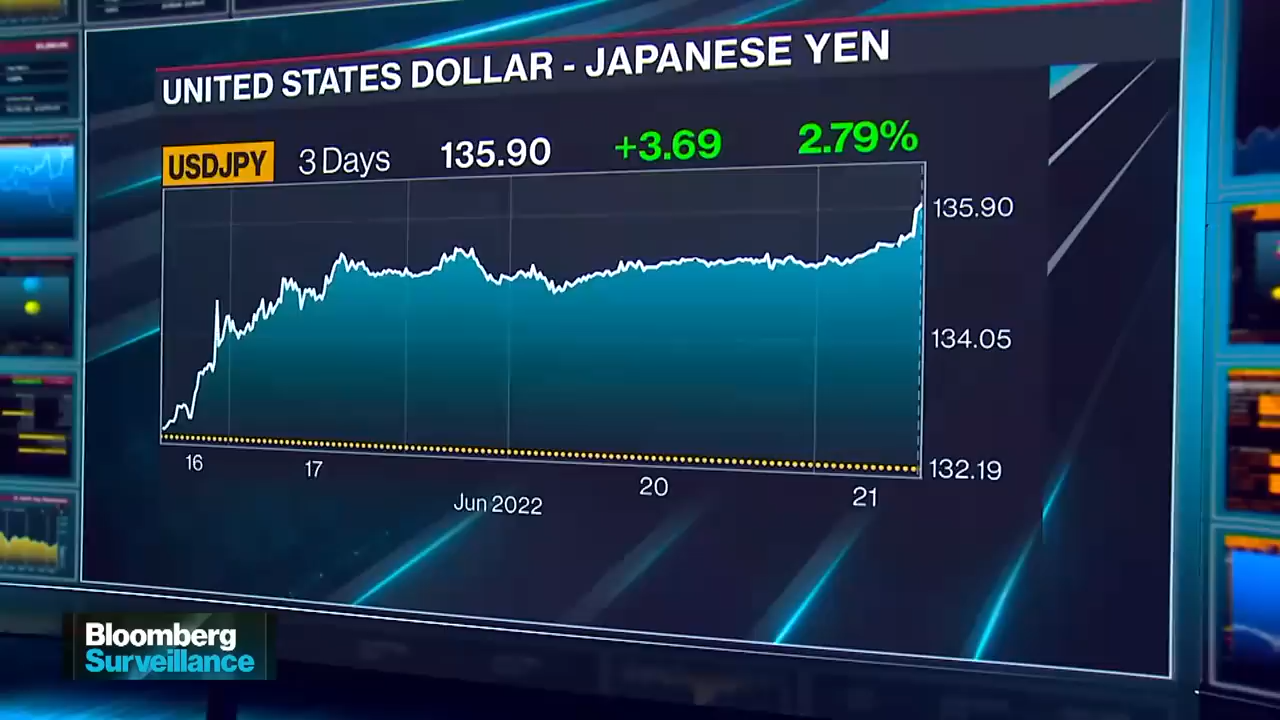 UNITED STATES DOLLAR - JAPANESE YEN
USDJPY 3 Days 135.90 +3.69 2.79%
135.90
134.05
132.19
16 17 20 21
Jun 2022
Bloomberg
Surveillance